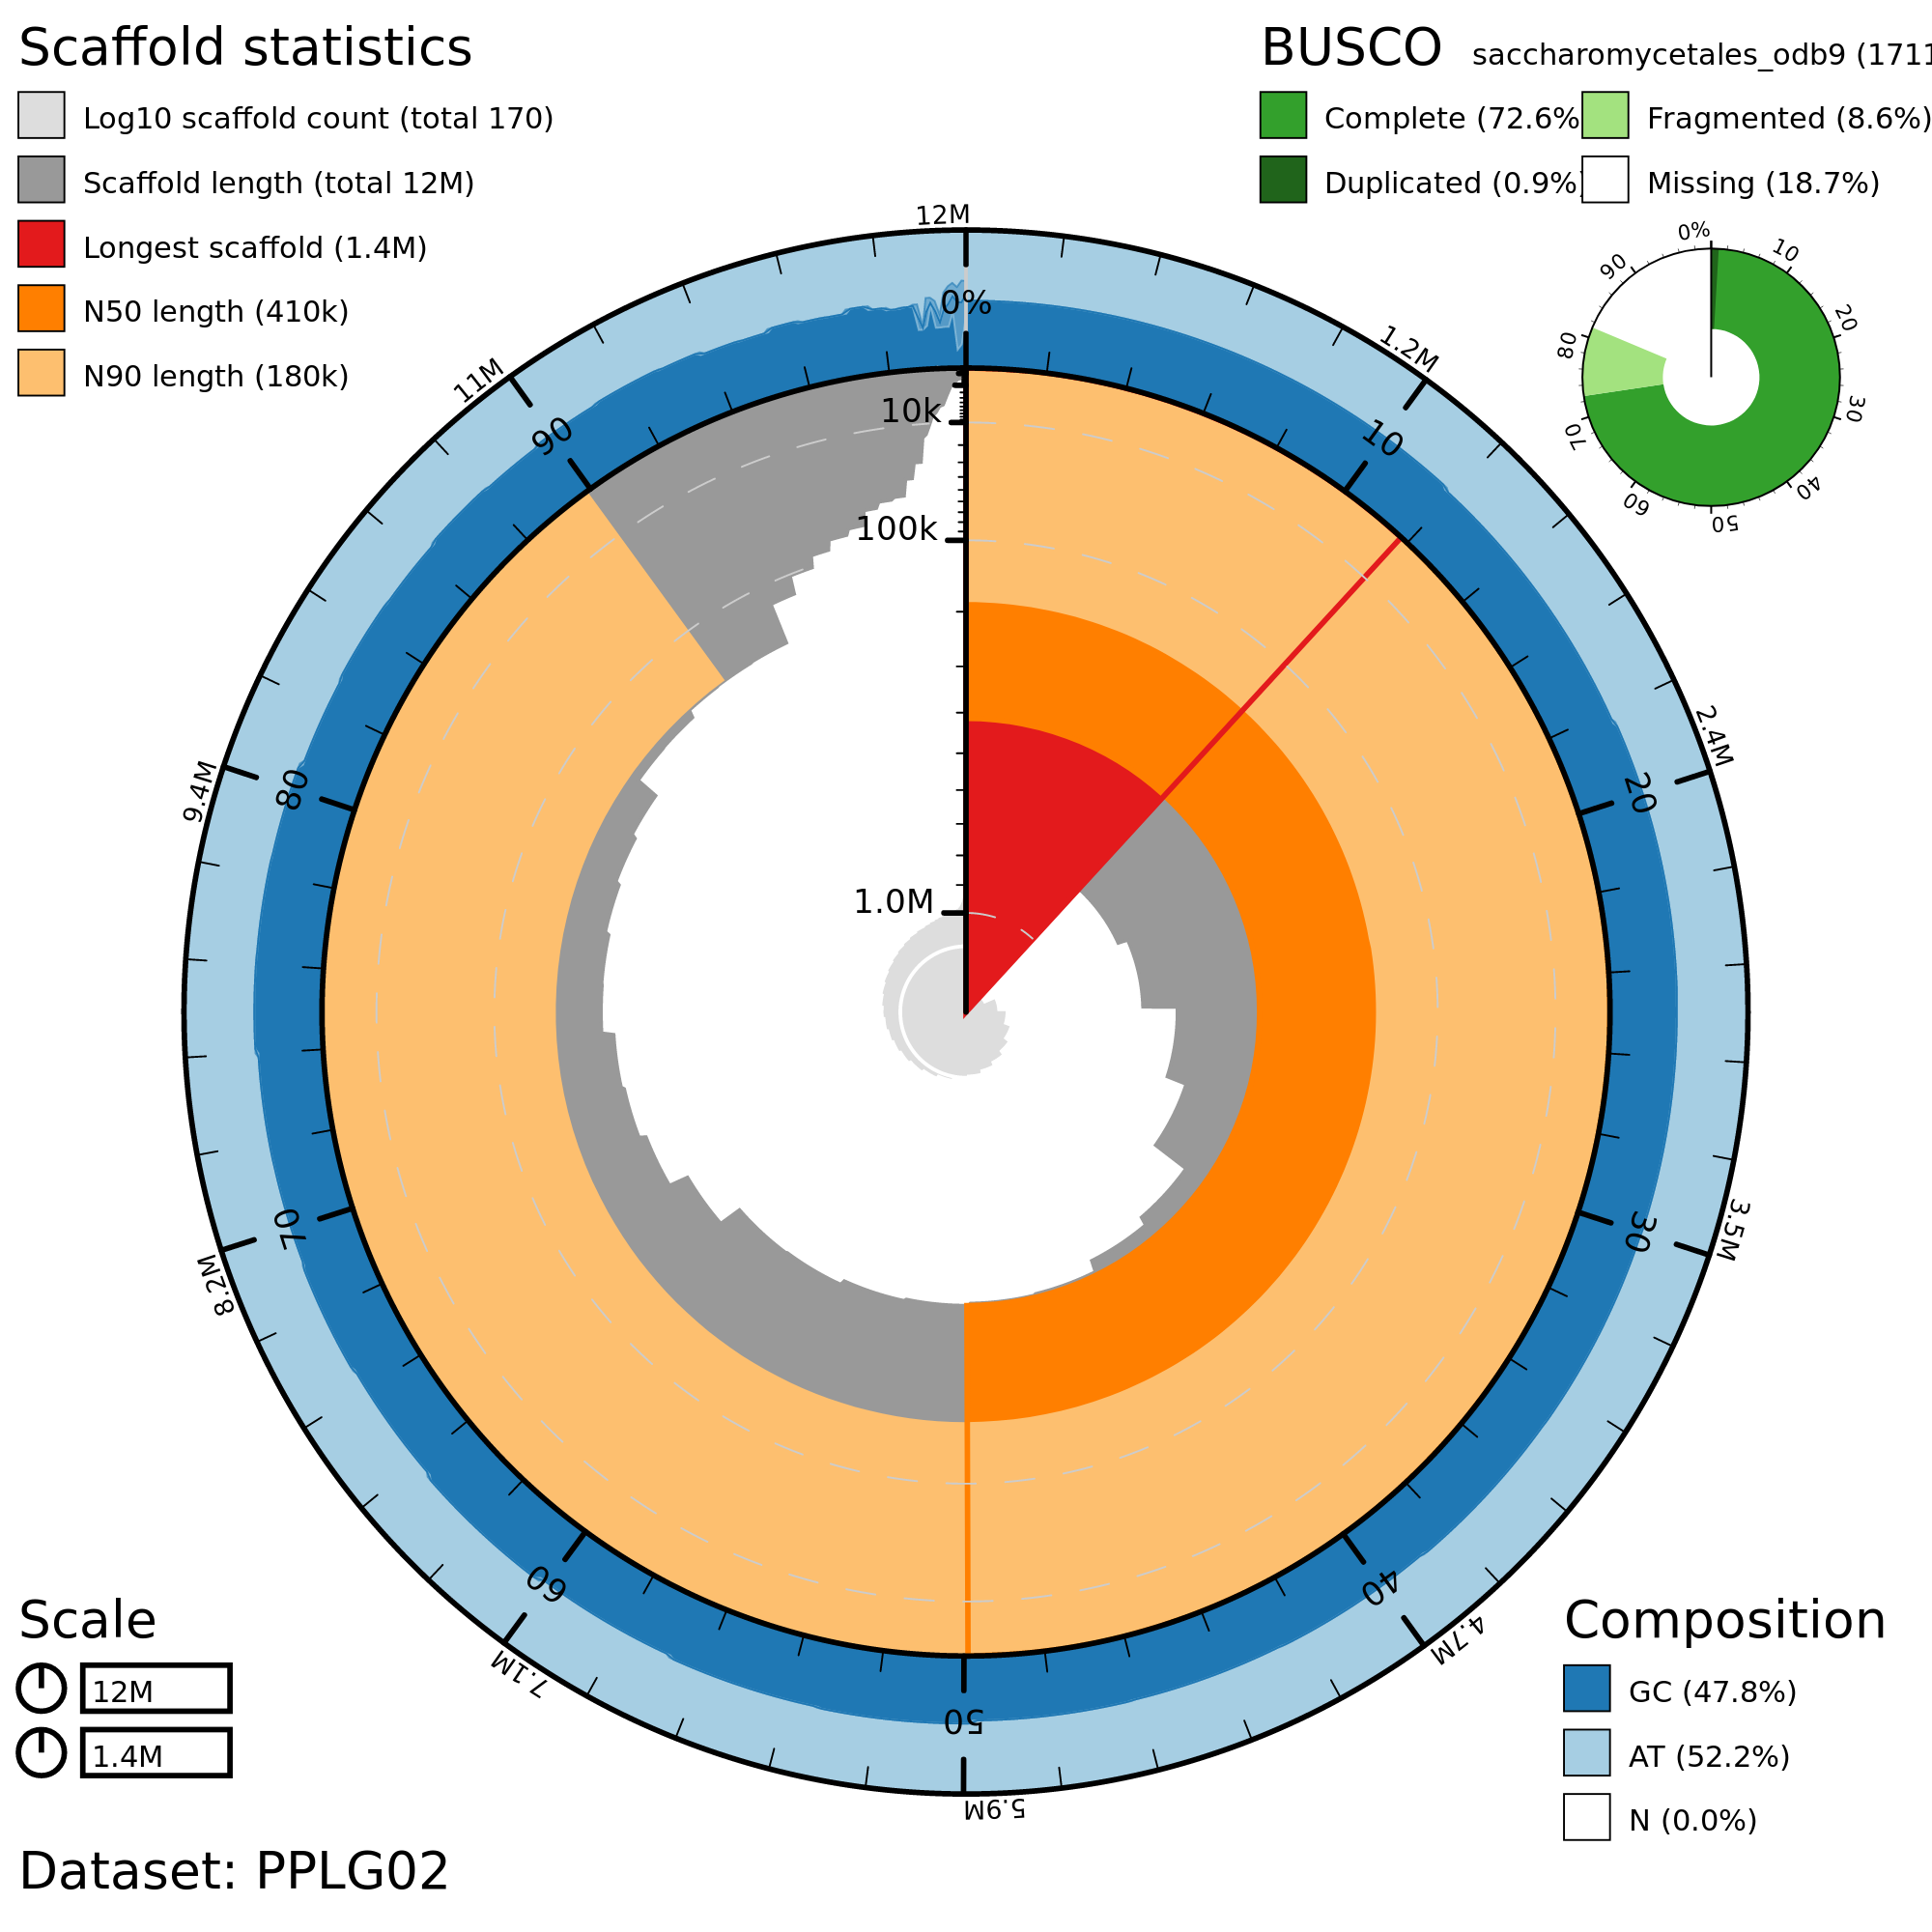 Scaffold statistics
Log10 scaffold count (total 170)
Scaffold length (total 12M)
Longest scaffold (1.4M)
N50 length (410k)
N90 length (180k)
BUSCO saccharomycetales_odb9 (1711
Complete (72.6%
Fragmented (8.6%)
Duplicated (0.9%)
Missing (18.7%)
0%
10
20
30
40
50
60
70
80
90
12M
1.2M
2.4M
3.5M
4.7M
5.9M
7.1M
8.2M
9.4M
11M
0%
10
20
30
40
50
60
70
80
90
10k
100k
1.0M
Scale
12M
1.4M
Composition
GC (47.8%)
AT (52.2%)
N (0.0%)
Dataset: PPLG02